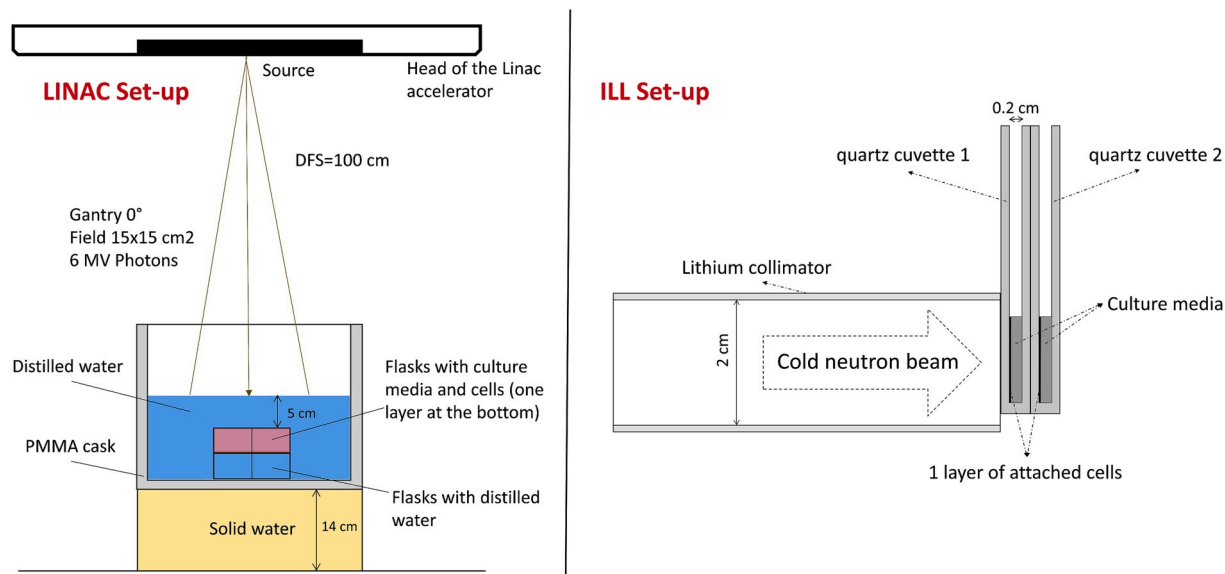 Source
Head of the Linac
accelerator
LINAC Set-up
DFS=100 cm
Gantry 0°
Field 15x15 cm2
6 MV Photons
Distilled water
Flasks with culture
media and cells (one
layer at the bottom)
5 cm
PMMA cask
Flasks with distilled
water
Solid water
14 cm
ILL Set-up
0.2 cm
quartz cuvette 1
quartz cuvette 2
Lithium collimator
Culture media
2 cm
Cold neutron beam
1 layer of attached cells